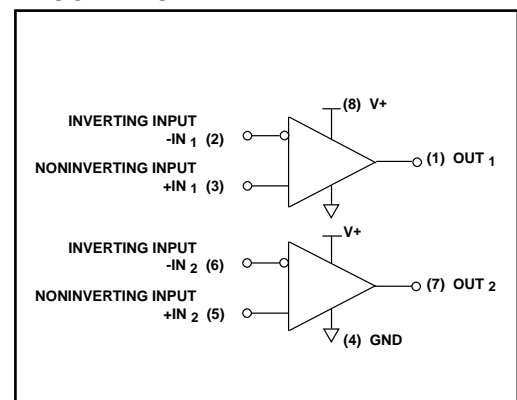 (8) V+
INVERTING INPUT
-IN 1 (2)
(1) OUT 1
NONINVERTING INPUT
+IN 1 (3)
V+
INVERTING INPUT
-IN 2 (6)
(7) OUT 2
NONINVERTING INPUT
+IN 2 (5)
(4) GND